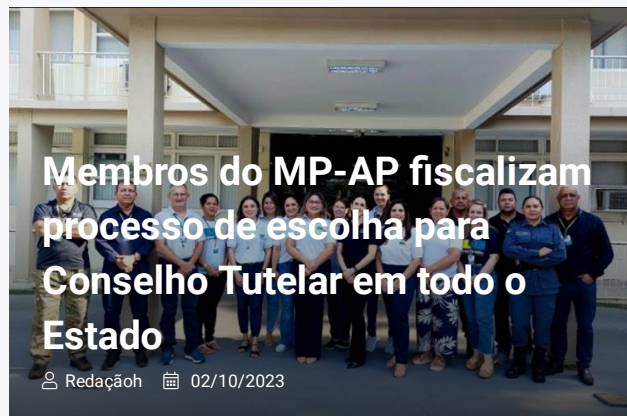 Membros do MP-AP fiscalizam
processo de escolha para
Conselho Tutelar em todo o
Estado
Redaçãoh 02/10/2023